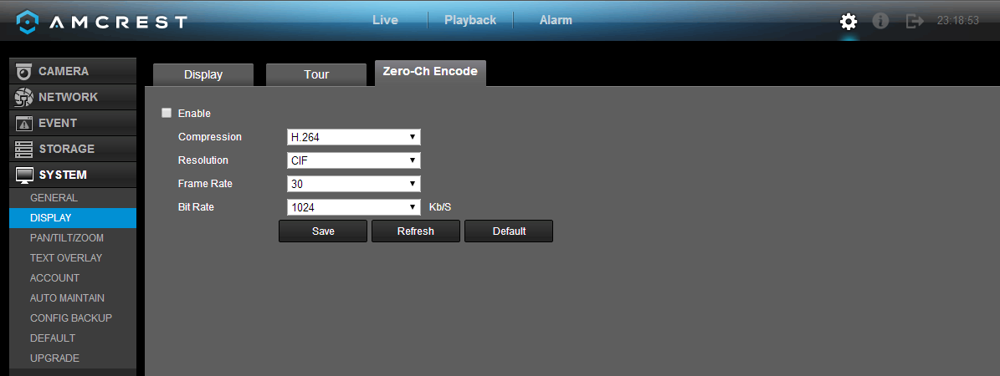 AMCREST
Live Playback Alarm
23:18:53
CAMERA
NETWORK
EVENT
STORAGE
SYSTEM
GENERAL
DISPLAY
PAN/TILT/ZOOM
TEXT OVERLAY
ACCOUNT
AUTO MAINTAIN
CONFIG BACKUP
DEFAULT
UPGRADE
Display Tour Zero-Ch Encode
Enable
Compression H.264
Resolution CIF
Frame Rate 30
Bit Rate 1024 Kb/S
Save Refresh Default